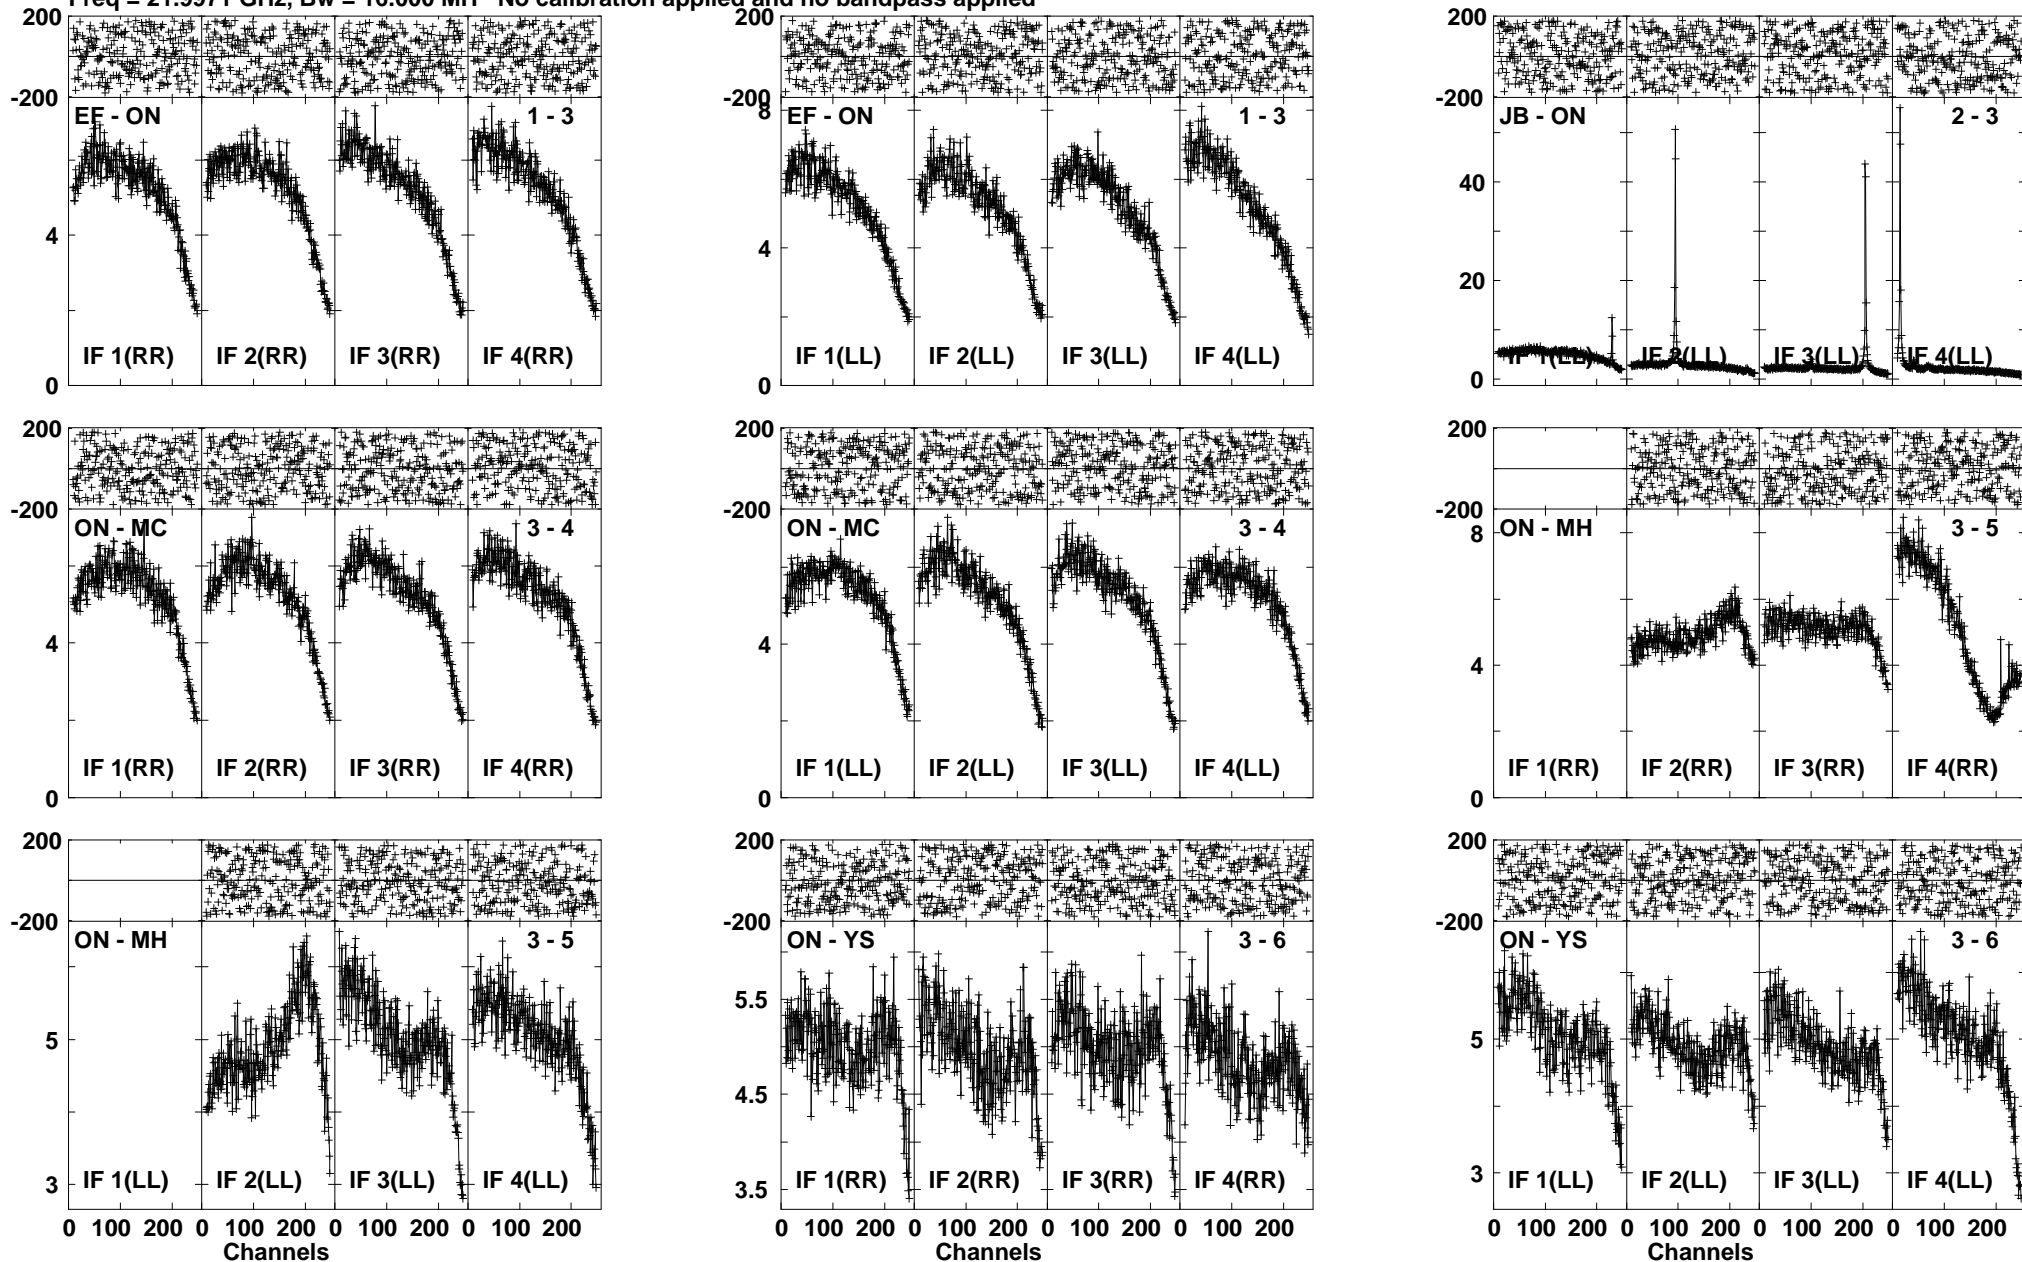 Freq = 21.9971 GHz, Bw = 16.000 MH No calibration applied and no bandpass applied
200 200 200
-200 -200 -200
EF - ON 1 - 3 8 EF - ON 1 - 3 JB - ON 2 - 3
40
4 4 20
IF 1(RR) IF 2(RR) IF 3(RR) IF 4(RR) IF 1(LL) IF 2(LL) IF 3(LL) IF 4(LL) IF 1(LL) IF 2(LL) IF 3(LL) IF 4(LL)
0 0 0
200 200 200
-200 -200 -200
ON - MC 3 - 4 ON - MC 3 - 4 8 ON - MH 3 - 5
4 4 4
IF 1(RR) IF 2(RR) IF 3(RR) IF 4(RR) IF 1(LL) IF 2(LL) IF 3(LL) IF 4(LL) IF 1(RR) IF 2(RR) IF 3(RR) IF 4(RR)
0 0 0
200 200 200
-200 -200 -200
ON - MH 3 - 5 ON - YS 3 - 6 ON - YS 3 - 6
5.5
5 5
4.5
IF 1(LL) IF 2(LL) IF 3(LL) IF 4(LL) IF 1(RR) IF 2(RR) IF 3(RR) IF 4(RR) IF 1(LL) IF 2(LL) IF 3(LL) IF 4(LL)
3 3.5 3
0 100 200 0 100 200 0 100 200 0 100 200 0 100 200 0 100 200 0 100 200 0 100 200 0 100 200 0 100 200 0 100 200 0 100 200
Channels Channels Channels